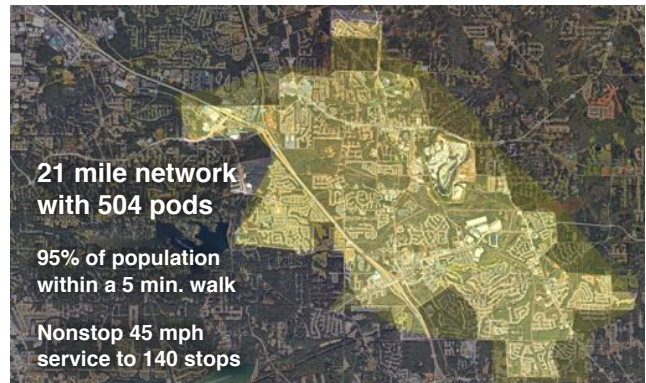 21 mile network
with 504 pods
95% of population
within a 5 min. walk
Nonstop 45 mph
service to 140 stops